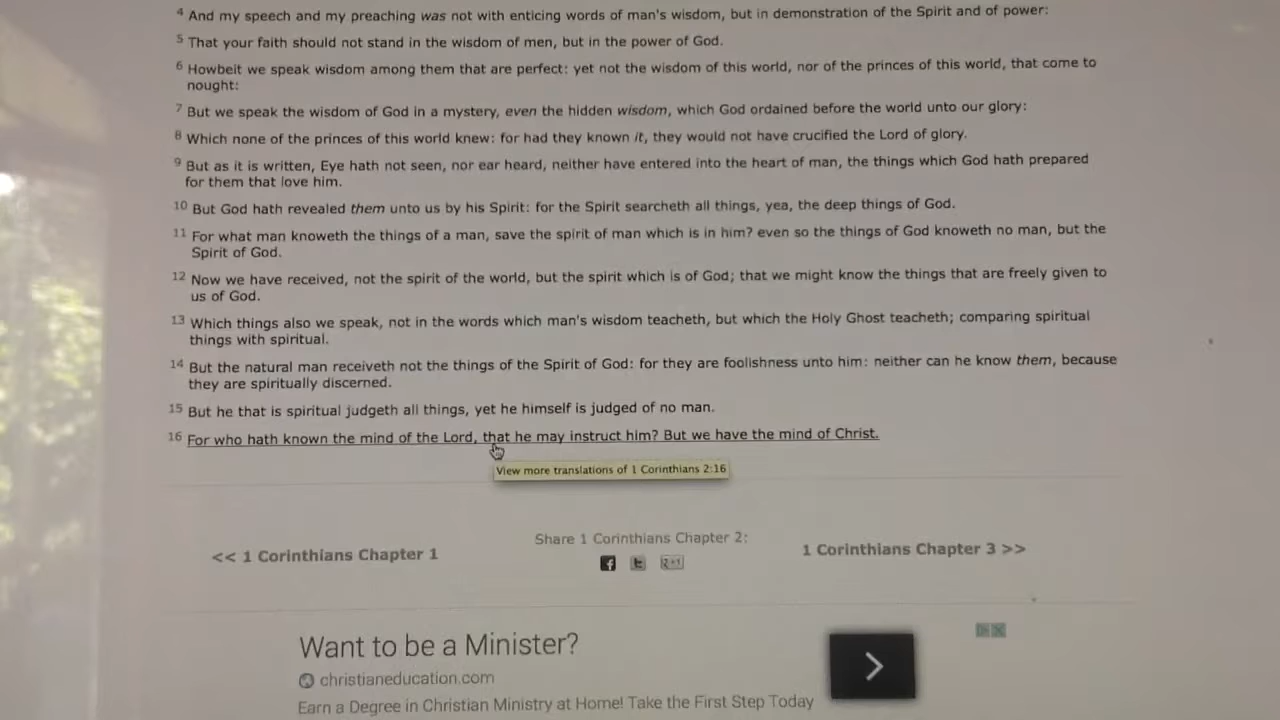 4 And my speech and my preaching was not with enticing words of man's wisdom, but in demonstration of the Spirit and of power:
5 That your faith should not stand in the wisdom of men, but in the power of God.
6 Howbeit we speak wisdom among them that are perfect: yet not the wisdom of this world, nor of the princes of this world, that come to
nought:
7 But we speak the wisdom of God in a mystery, even the hidden wisdom, which God ordained before the world unto our glory:
8 Which none of the princes of this world knew: for had they known it, they would not have crucified the Lord of glory.
9 But as it is written, Eye hath not seen, nor ear heard, neither have entered into the heart of man, the things which God hath prepared
for them that love him.
10 But God hath revealed them unto us by his Spirit: for the Spirit searcheth all things, yea, the deep things of God.
11 For what man knoweth the things of a man, save the spirit of man which is in him? even so the things of God knoweth no man, but the
Spirit of God.
12 Now we have received, not the spirit of the world, but the spirit which is of God; that we might know the things that are freely given to
us of God.
13 Which things also we speak, not in the words which man's wisdom teacheth, but which the Holy Ghost teacheth; comparing spiritual
things with spiritual.
14 But the natural man receiveth not the things of the Spirit of God: for they are foolishness unto him: neither can he know them, because
they are spiritually discerned.
15 But he that is spiritual judgeth all things, yet he himself is judged of no man.
16 For who hath known the mind of the Lord, that he may instruct him? But we have the mind of Christ.
View more translations of 1 Corinthians 2:16
Share 1 Corinthians Chapter 2:
<< 1 Corinthians Chapter 1
1 Corinthians Chapter 3 >>
Want to be a Minister?
christianeducation.com
Earn a Degree in Christian Ministry at Home! Take the First Step Today